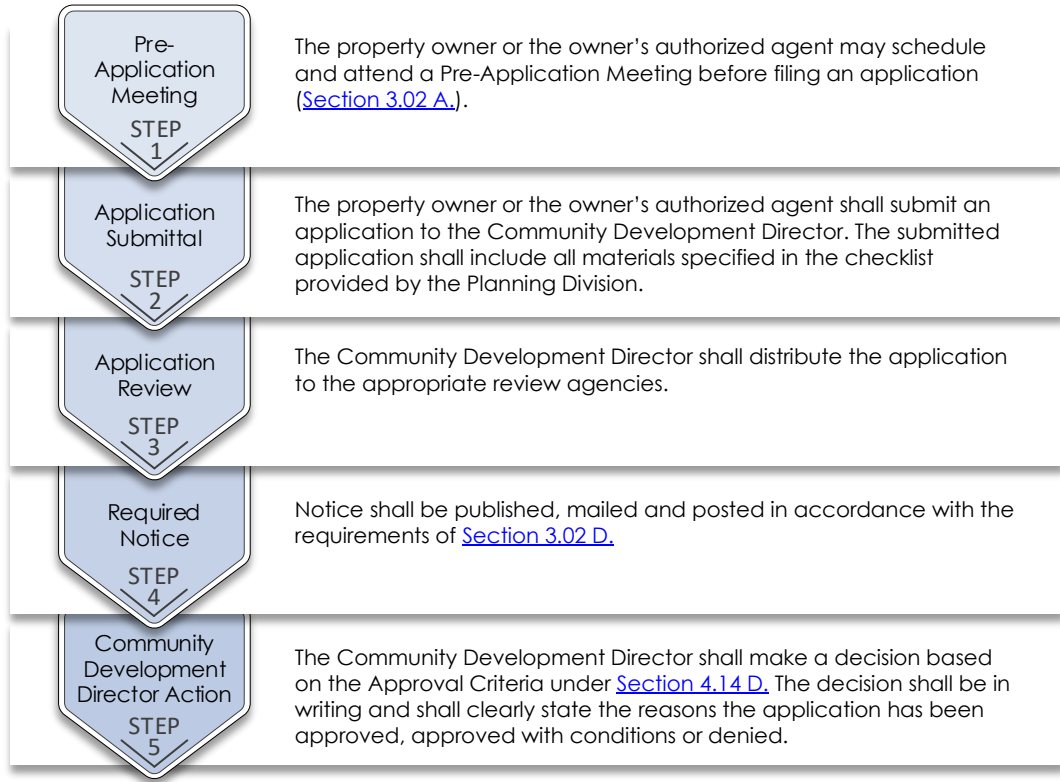 Pre-
Application
Meeting
STEP
1
The property owner or the owner’s authorized agent may schedule
and attend a Pre-Application Meeting before filing an application
(Section 3.02 A.).
Application
Submittal
STEP
2
The property owner or the owner’s authorized agent shall submit an
application to the Community Development Director. The submitted
application shall include all materials specified in the checklist
provided by the Planning Division.
Application
Review
STEP
3
The Community Development Director shall distribute the application
to the appropriate review agencies.
Required
Notice
STEP
4
Notice shall be published, mailed and posted in accordance with the
requirements of Section 3.02 D.
Community
Development
Director Action
STEP
5
The Community Development Director shall make a decision based
on the Approval Criteria under Section 4.14 D. The decision shall be in
writing and shall clearly state the reasons the application has been
approved, approved with conditions or denied.